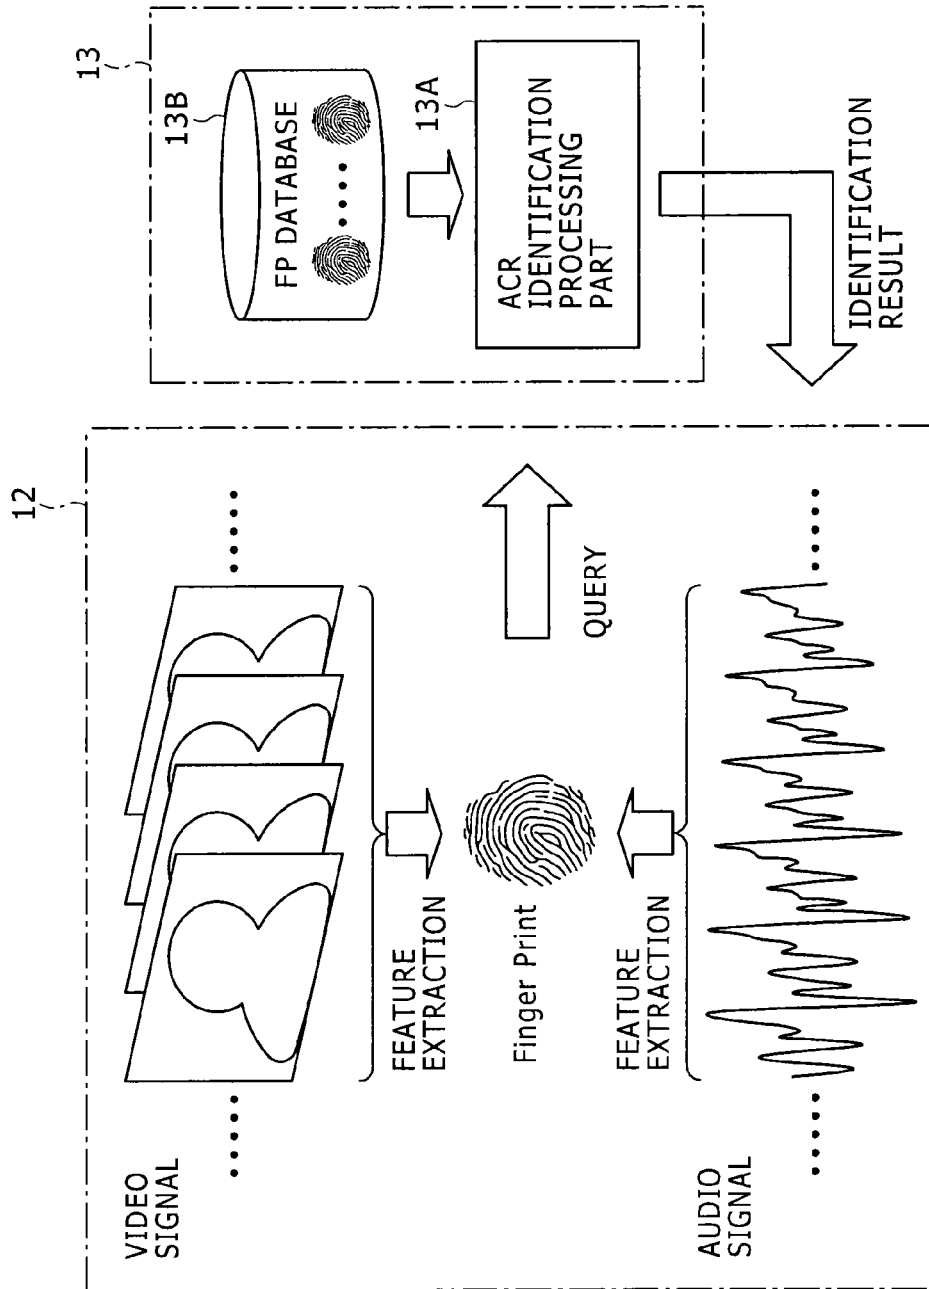 12
VIDEO
SIGNAL
FEATURE
EXTRACTION
Finger Print
FEATURE
EXTRACTION
AUDIO
SIGNAL
QUERY
13
13B
FP DATABASE
13A
ACR
IDENTIFICATION
PROCESSING
PART
IDENTIFICATION
RESULT